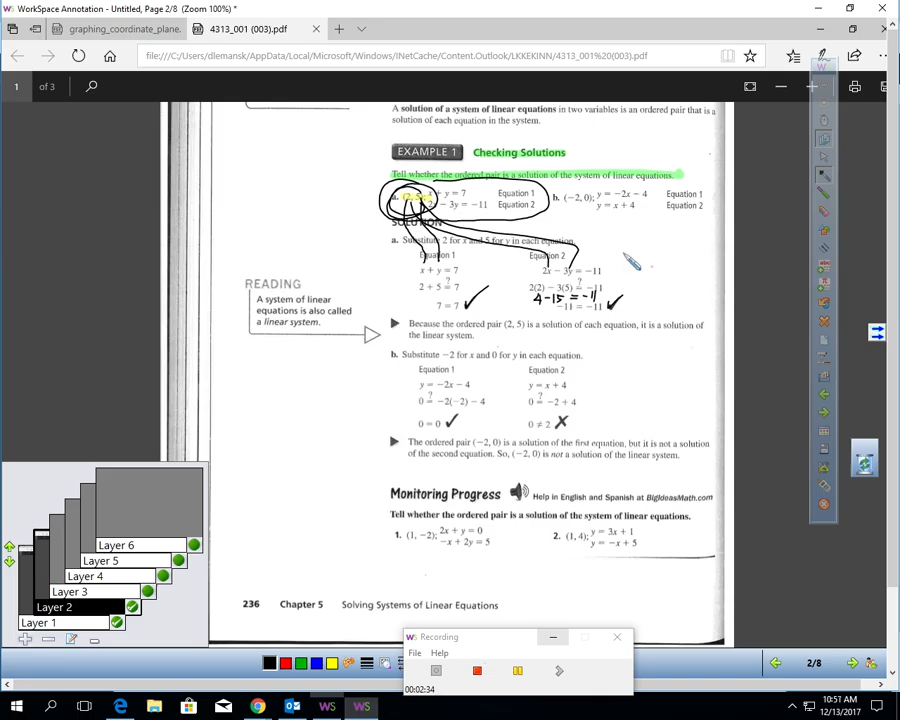 WorkSpace Annotation - Untitled, Page 2/8 (Zoom 100%) *
graphing_coordinate_plane.
4313_001 (003).pdf
file:///C:/Users/dlemansk/AppData/Local/Microsoft/Windows/INetCache/Content.Outlook/LKKEKINN/4313_001%20(003).pdf
1 of 3
A solution of a system of linear equations in two variables is an ordered pair that is a
solution of each equation in the system.
EXAMPLE 1 Checking Solutions
Tell whether the ordered pair is a solution of the system of linear equations.
a. + y = 7 Equation 1 b. (−2, 0); y = −2x − 4 Equation 1
− 3y = −11 Equation 2 y = x + 4 Equation 2
SOLUTION
a. Substitute 2 for x and 5 for y in each equation.
Equation 1 Equation 2
x + y = 7 2x − 3y = −11
2 + 5 ≟ 7 2(2) − 3(5) ≟ −11
4-15 = -11
7 = 7 ✓ −11 = −11 ✓
READING
A system of linear
equations is also called
a linear system.
Because the ordered pair (2, 5) is a solution of each equation, it is a solution of
the linear system.
b. Substitute −2 for x and 0 for y in each equation.
Equation 1 Equation 2
y = −2x − 4 y = x + 4
0 ≟ −2(−2) − 4 0 ≟ −2 + 4
0 = 0 ✓ 0 ≠ 2 ✗
The ordered pair (−2, 0) is a solution of the first equation, but it is not a solution
of the second equation. So, (−2, 0) is not a solution of the linear system.
Monitoring Progress Help in English and Spanish at BigIdeasMath.com
Tell whether the ordered pair is a solution of the system of linear equations.
1. (1, −2); 2x + y = 0 2. (1, 4); y = 3x + 1
−x + 2y = 5 y = −x + 5
236 Chapter 5 Solving Systems of Linear Equations
Layer 6
Layer 5
Layer 4
Layer 3
Layer 2
Layer 1
Recording
File Help
00:02:34
2/8
10:57 AM
12/13/2017